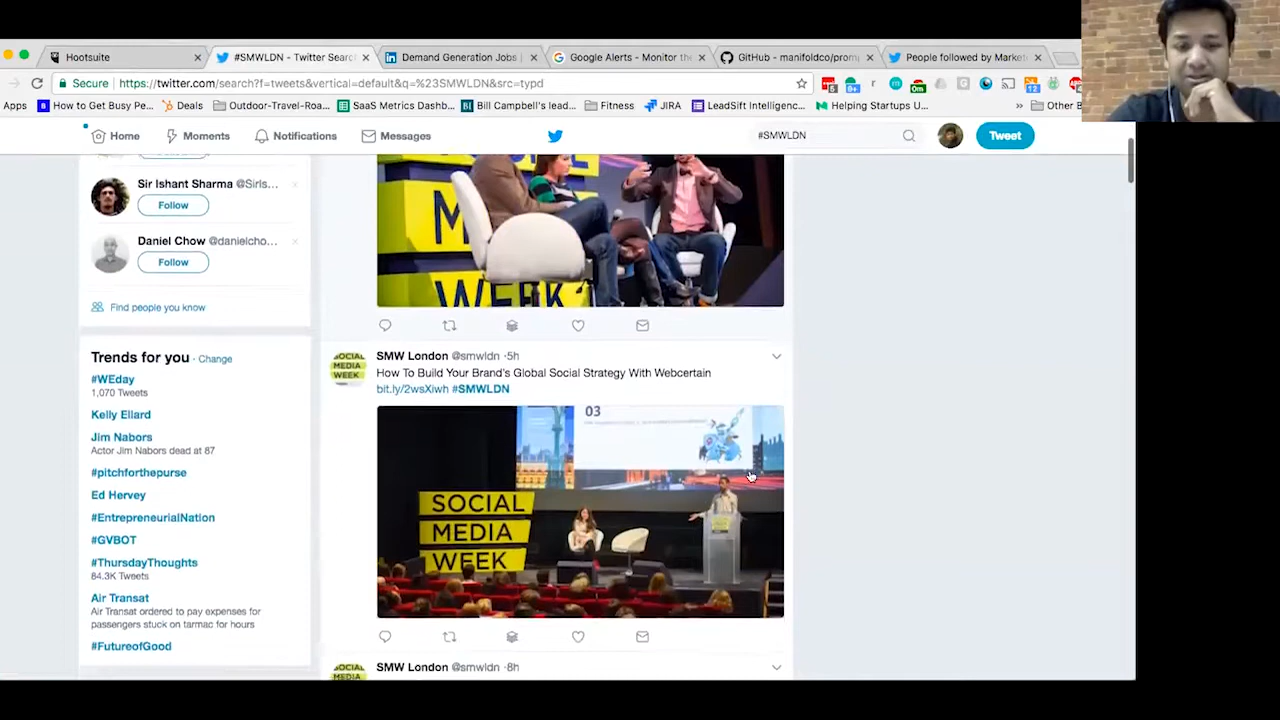 Hootsuite
#SMWLDN - Twitter Searc
Demand Generation Jobs |
Google Alerts - Monitor the
GitHub - manifoldco/prom
People followed by Market
Secure
https://twitter.com/search?f=tweets&vertical=default&q=%23SMWLDN&src=typd
Apps
How to Get Busy Pe...
Deals
Outdoor-Travel-Roa...
SaaS Metrics Dashb...
Bill Campbell's lead...
Fitness
JIRA
LeadSift Intelligenc...
Helping Startups U...
»
Other B
Home
Moments
Notifications
Messages
#SMWLDN
Tweet
Sir Ishant Sharma @SirIs...
Follow
Daniel Chow @danielcho...
Follow
Find people you know
Trends for you · Change
#WEday
1,070 Tweets
Kelly Ellard
Jim Nabors
Actor Jim Nabors dead at 87
#pitchforthepurse
Ed Hervey
#EntrepreneurialNation
#GVBOT
#ThursdayThoughts
84.3K Tweets
Air Transat
Air Transat ordered to pay expenses for
passengers stuck on tarmac for hours
#FutureofGood
WEEK
SOCIAL
MEDIA
WEEK
SMW London @smwldn · 5h
How To Build Your Brand's Global Social Strategy With Webcertain
bit.ly/2wsXiwh #SMWLDN
03
SOCIAL
MEDIA
WEEK
SOCIAL
MEDIA
SMW London @smwldn · 8h